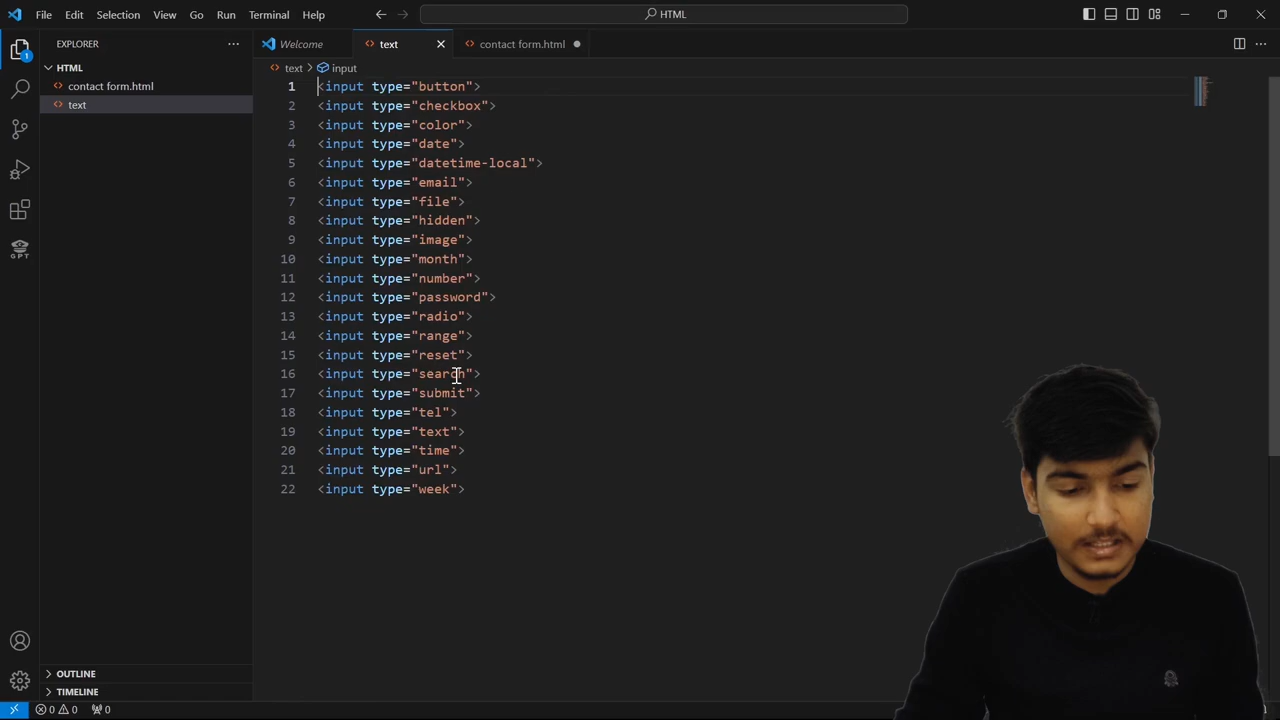 File Edit Selection View Go Run Terminal Help
HTML
EXPLORER
Welcome
text
contact form.html
HTML
text
input
contact form.html
text
1
GPT
1 <input type="button">
2 <input type="checkbox">
3 <input type="color">
4 <input type="date">
5 <input type="datetime-local">
6 <input type="email">
7 <input type="file">
8 <input type="hidden">
9 <input type="image">
10 <input type="month">
11 <input type="number">
12 <input type="password">
13 <input type="radio">
14 <input type="range">
15 <input type="reset">
16 <input type="search">
17 <input type="submit">
18 <input type="tel">
19 <input type="text">
20 <input type="time">
21 <input type="url">
22 <input type="week">
OUTLINE
TIMELINE
0 0 0